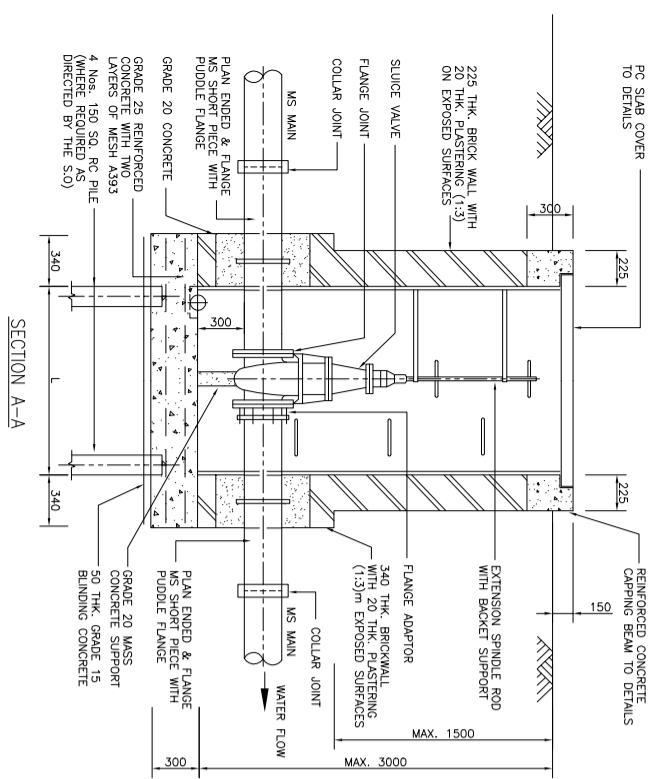 PC SLAB COVER
TO DETAILS
225 THK. BRICK WALL WITH
20 THK. PLASTERING (1:3)
ON EXPOSED SURFACES
SLUICE VALVE
FLANGE JOINT
COLLAR JOINT
MS MAIN
PLAN ENDED & FLANGE
MS SHORT PIECE WITH
PUDDLE FLANGE
GRADE 20 CONCRETE
GRADE 25 REINFORCED
CONCRETE WITH TWO
LAYERS OF MESH A393
4 Nos. 150 SQ. RC PILE
(WHERE REQUIRED AS
DIRECTED BY THE S.O)
300
225
340
300
L
225
340
REINFORCED CONCRETE
CAPPING BEAM TO DETAILS
150
EXTENSION SPINDLE ROD
WITH BACKET SUPPORT
FLANGE ADAPTOR
340 THK. BRICKWALL
WITH 20 THK. PLASTERING
(1:3)m EXPOSED SURFACES
COLLAR JOINT
MS MAIN
WATER FLOW
PLAN ENDED & FLANGE
MS SHORT PIECE WITH
PUDDLE FLANGE
GRADE 20 MASS
CONCRETE SUPPORT
50 THK. GRADE 15
BLINDING CONCRETE
MAX. 1500
MAX. 3000
300
SECTION A-A